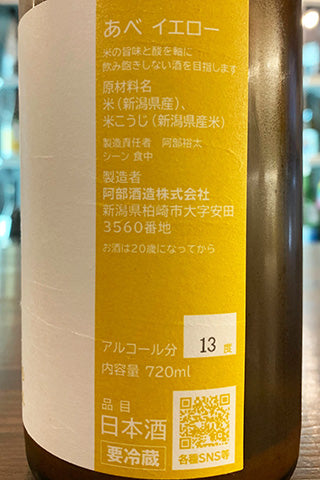 あべ イエロー
米の旨味と酸を軸に
飲み飽きしない酒を目指します
原材料名
米（新潟県産）、
米こうじ（新潟県産米）
製造責任者 阿部裕太
シーン 食中
製造者
阿部酒造株式会社
新潟県柏崎市大字安田
3560番地
お酒は20歳になってから
アルコール分 13 度
内容量 720ml
品目
日本酒
要冷蔵
各種SNS等